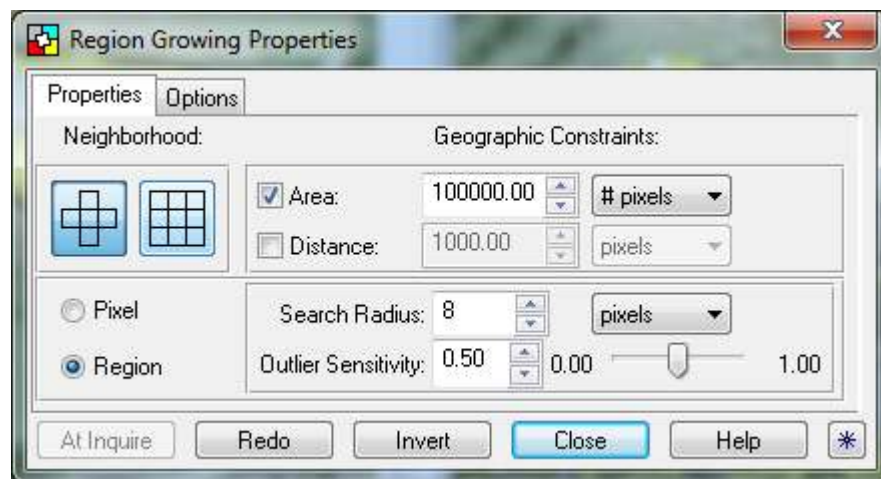 Region Growing Properties
Properties Options
Neighborhood: Geographic Constraints:
Area: 100000.00 # pixels
Distance: 1000.00 pixels
Pixel Search Radius: 8 pixels
Region Outlier Sensitivity: 0.50 0.00 1.00
At Inquire Redo Invert Close Help *